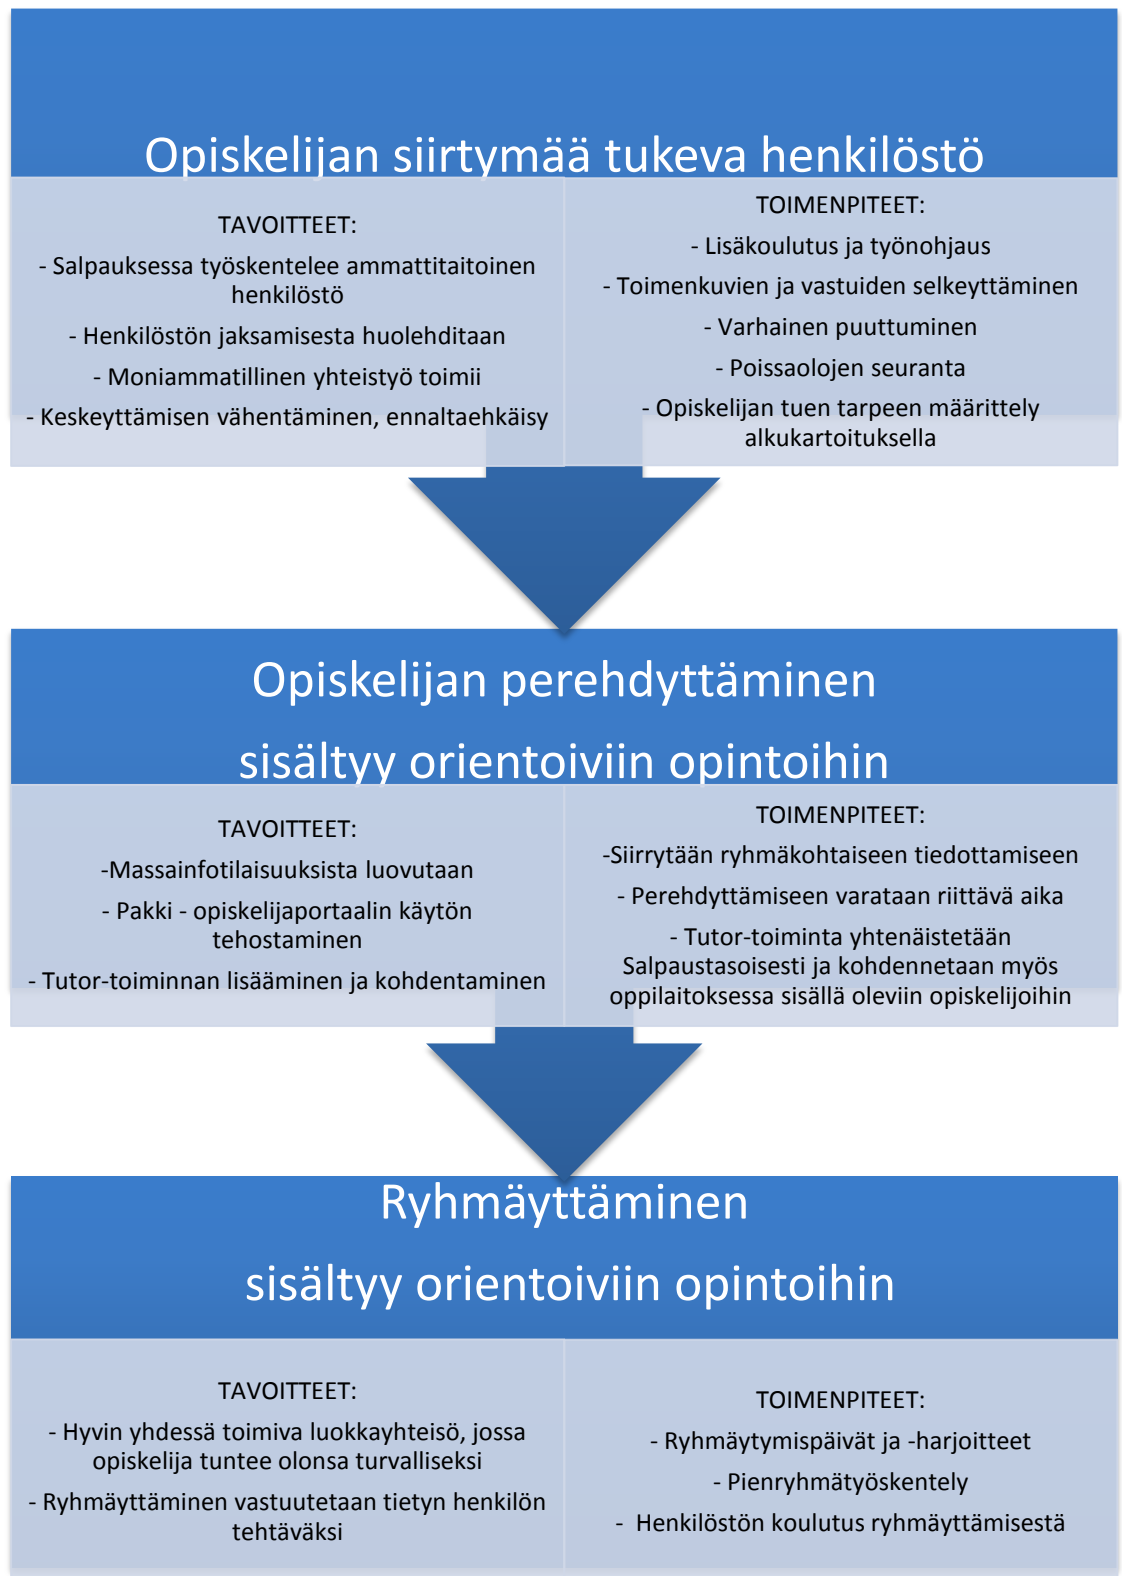 Opiskelijan siirtymää tukeva henkilöstö
TAVOITTEET:
- Salpauksessa työskentelee ammattitaitoinen
henkilöstö
- Henkilöstön jaksamisesta huolehditaan
- Moniammatillinen yhteistyö toimii
- Keskeyttämisen vähentäminen, ennaltaehkäisy
TOIMENPITEET:
- Lisäkoulutus ja työnohjaus
- Toimenkuvien ja vastuiden selkeyttäminen
- Varhainen puuttuminen
- Poissaolojen seuranta
- Opiskelijan tuen tarpeen määrittely
alkukartoituksella
Opiskelijan perehdyttäminen
sisältyy orientoiviin opintoihin
TAVOITTEET:
-Massainfotilaisuuksista luovutaan
- Pakki - opiskelijaportaalin käytön
tehostaminen
- Tutor-toiminnan lisääminen ja kohdentaminen
TOIMENPITEET:
-Siirrytään ryhmäkohtaiseen tiedottamiseen
- Perehdyttämiseen varataan riittävä aika
- Tutor-toiminta yhtenäistetään
Salpaustasoisesti ja kohdennetaan myös
oppilaitoksessa sisällä oleviin opiskelijoihin
Ryhmäyttäminen
sisältyy orientoiviin opintoihin
TAVOITTEET:
- Hyvin yhdessä toimiva luokkayhteisö, jossa
opiskelija tuntee olonsa turvalliseksi
- Ryhmäyttäminen vastuutetaan tietyn henkilön
tehtäväksi
TOIMENPITEET:
- Ryhmäytymispäivät ja -harjoitteet
- Pienryhmätyöskentely
- Henkilöstön koulutus ryhmäyttämisestä